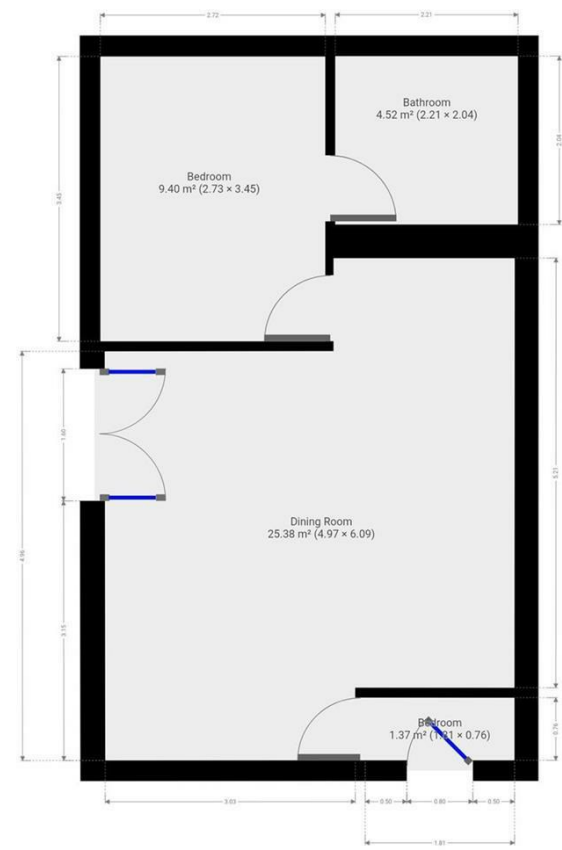 2.72
2.21
Bathroom
4.52 m² (2.21 × 2.04)
2.04
Bedroom
9.40 m² (2.73 × 3.45)
3.45
1.60
5.21
4.96
Dining Room
25.38 m² (4.97 × 6.09)
3.15
Bedroom
1.37 m² (1.81 × 0.76)
0.76
3.03
0.50
0.80
0.50
1.81